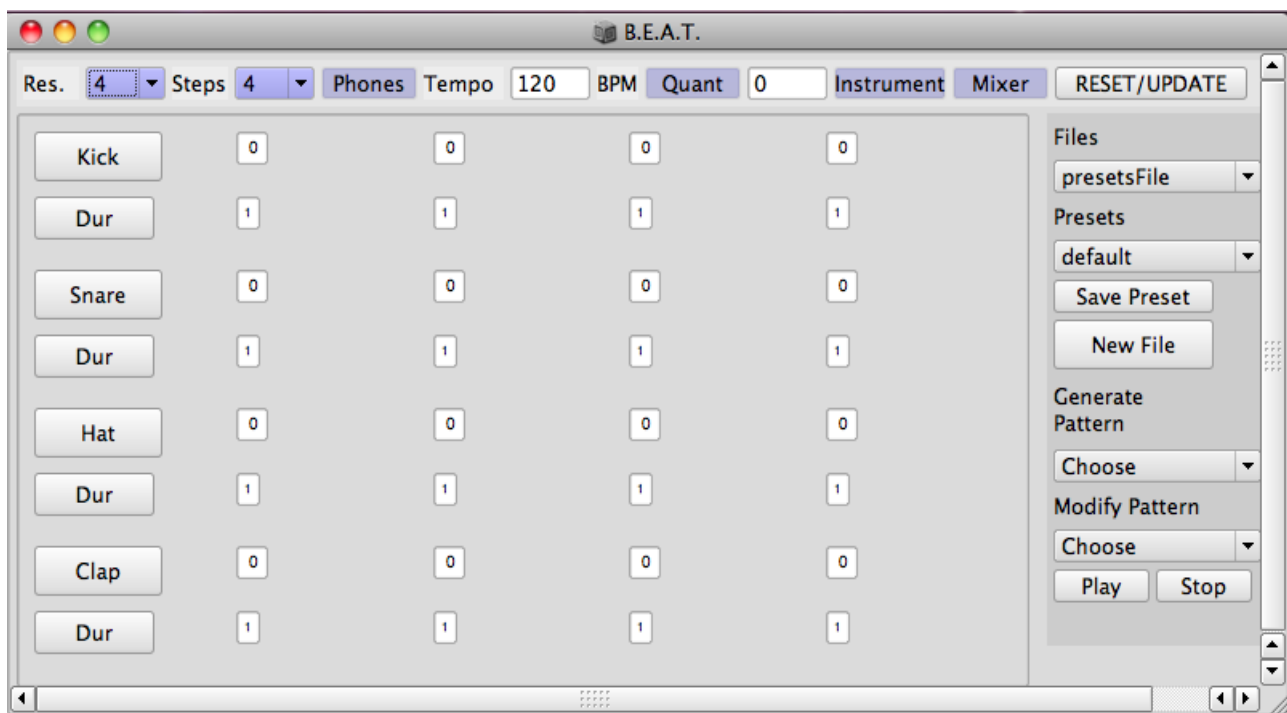 B.E.A.T.
Res. 4 Steps 4 Phones Tempo 120 BPM Quant 0 Instrument Mixer RESET/UPDATE
Kick 0 0 0 0
Dur 1 1 1 1
Snare 0 0 0 0
Dur 1 1 1 1
Hat 0 0 0 0
Dur 1 1 1 1
Clap 0 0 0 0
Dur 1 1 1 1
Files
presetsFile
Presets
default
Save Preset
New File
Generate
Pattern
Choose
Modify Pattern
Choose
Play Stop